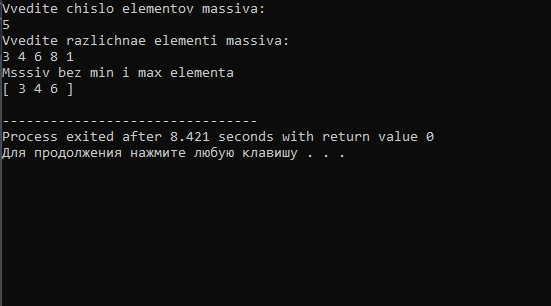 Vvedite chislo elementov massiva:
5
Vvedite razlichnae elementi massiva:
3 4 6 8 1
Msssiv bez min i max elementa
[ 3 4 6 ]
--------------------------------
Process exited after 8.421 seconds with return value 0
Для продолжения нажмите любую клавишу . . .